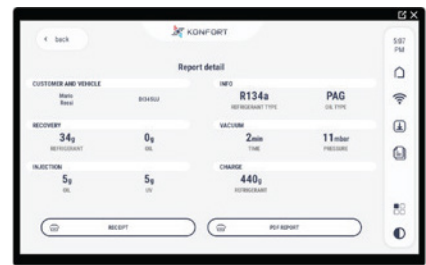 back
KONFORT
5:07
PM
Report detail
CUSTOMER AND VEHICLE
INFO
Mario
Rossi
R134a
REFRIGERANT TYPE
PAG
OIL TYPE
RECOVERY
VACUUM
34g
REFRIGERANT
0g
OIL
2min
TIME
11mbar
PRESSURE
INJECTION
CHARGE
5g
OIL
5g
UV
440g
REFRIGERANT
RECEIPT
PDF REPORT